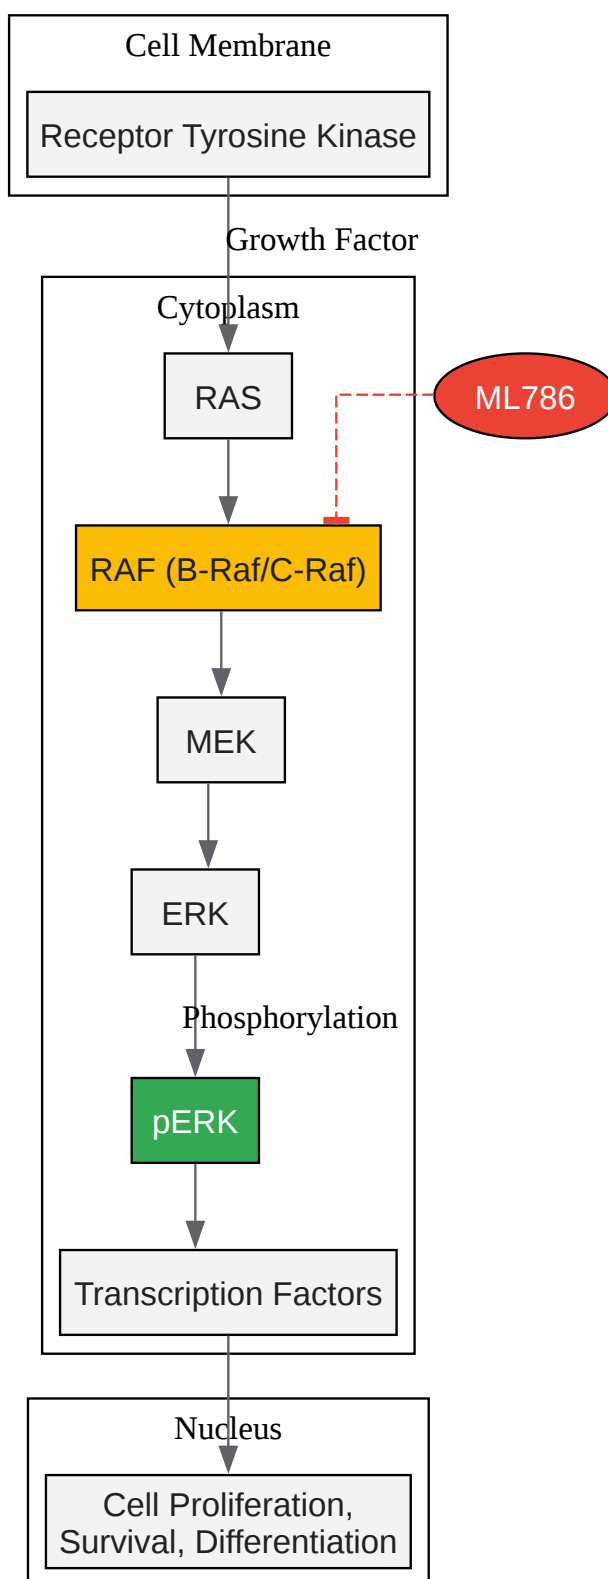 Cell Membrane
Receptor Tyrosine Kinase
Growth Factor
Cytoplasm
RAS
ML786
RAF (B-Raf/C-Raf)
MEK
ERK
Phosphorylation
pERK
Transcription Factors
Nucleus
Cell Proliferation,
Survival, Differentiation